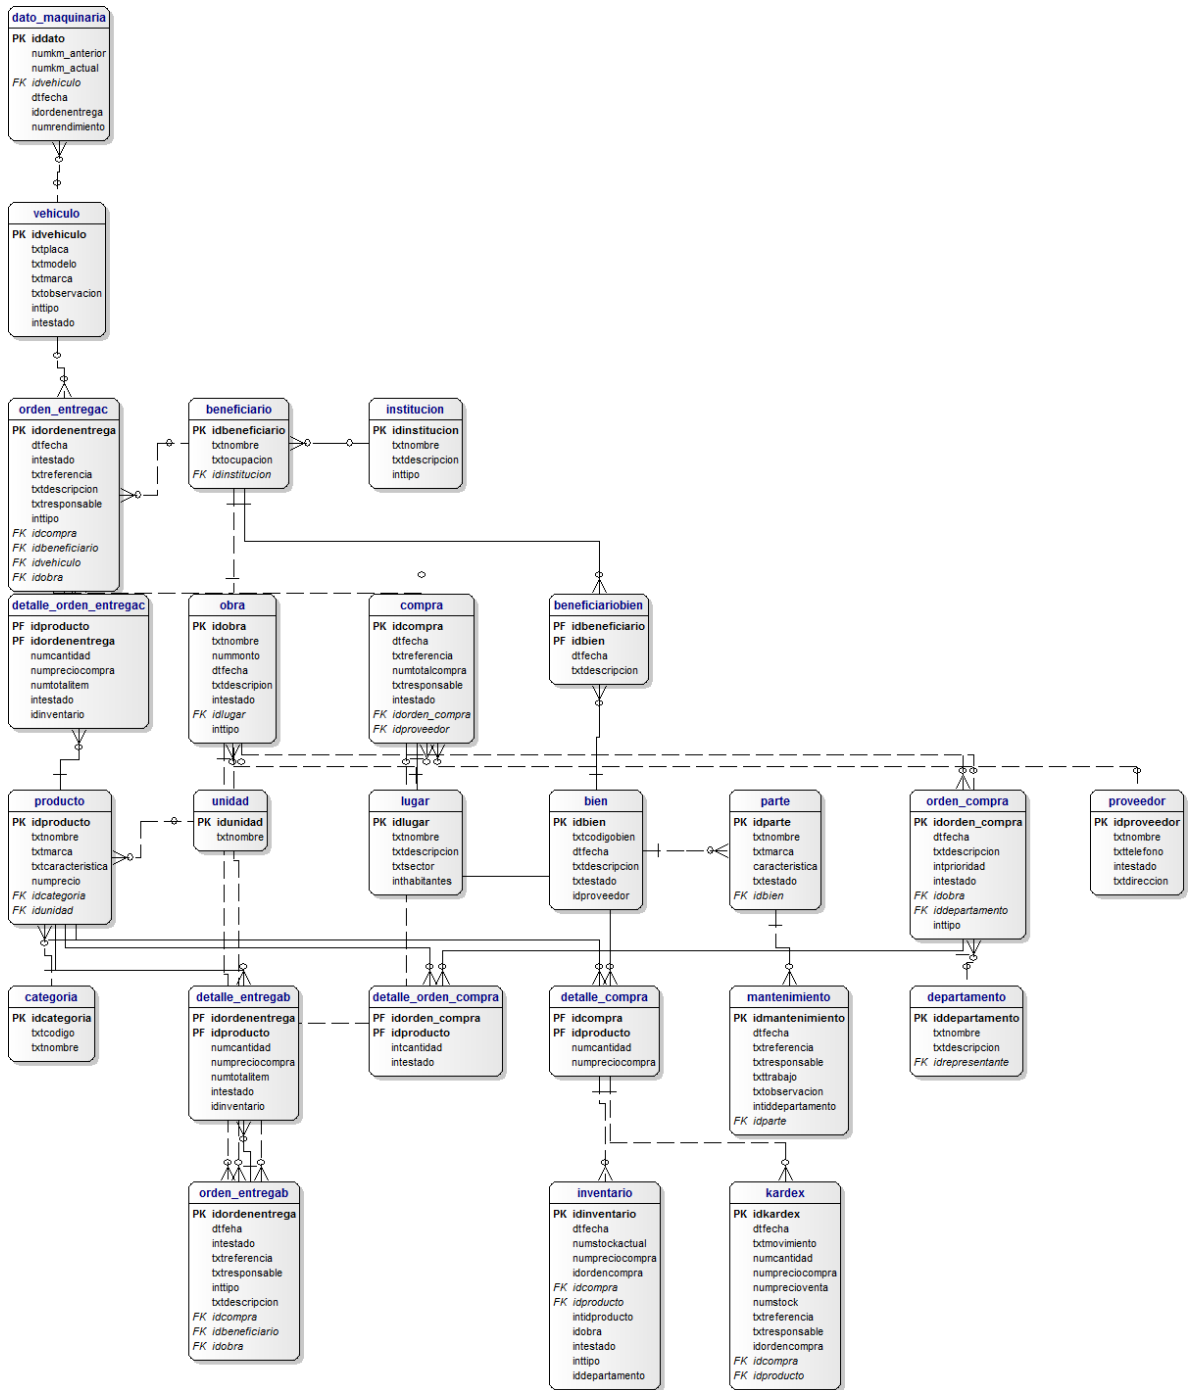 dato_maquinaria
PK iddato
numkm_anterior
numkm_actual
FK idvehiculo
dtfecha
idordenentrega
numrendimiento
vehiculo
PK idvehiculo
txtplaca
txtmodelo
txtmarca
txtobservacion
inttipo
intestado
orden_entregac
PK idordenentrega
dtfecha
intestado
txtreferencia
txtdescripcion
txtresponsable
inttipo
FK idcompra
FK idbeneficiario
FK idvehiculo
FK idobra
beneficiario
PK idbeneficiario
txtnombre
txtocupacion
FK idinstitucion
institucion
PK idinstitucion
txtnombre
txtdescripcion
inttipo
detalle_orden_entregac
PF idproducto
PF idordenentrega
numcantidad
numpreciocompra
numtotalitem
intestado
idinventario
obra
PK idobra
txtnombre
nummonto
dtfecha
txtdescripion
intestado
FK idlugar
inttipo
compra
PK idcompra
dtfecha
txtreferencia
numtotalcompra
txtresponsable
intestado
FK idorden_compra
FK idproveedor
beneficiariobien
PF idbeneficiario
PF idbien
dtfecha
txtdescripcion
producto
PK idproducto
txtnombre
txtmarca
txtcaracteristica
numprecio
FK idcategoria
FK idunidad
unidad
PK idunidad
txtnombre
lugar
PK idlugar
txtnombre
txtdescripcion
txtsector
inthabitantes
bien
PK idbien
txtcodigobien
dtfecha
txtdescripcion
txtestado
idproveedor
parte
PK idparte
txtnombre
txtmarca
caracteristica
txtestado
FK idbien
orden_compra
PK idorden_compra
dtfecha
txtdescripcion
intprioridad
intestado
FK idobra
FK iddepartamento
inttipo
proveedor
PK idproveedor
txtnombre
txttelefono
intestado
txtdireccion
categoria
PK idcategoria
txtcodigo
txtnombre
detalle_entregab
PF idordenentrega
PF idproducto
numcantidad
numpreciocompra
numtotalitem
intestado
idinventario
detalle_orden_compra
PF idorden_compra
PF idproducto
intcantidad
intestado
detalle_compra
PF idcompra
PF idproducto
numcantidad
numpreciocompra
mantenimiento
PK idmantenimiento
dtfecha
txtreferencia
txtresponsable
txttrabajo
txtobservacion
intiddepartamento
FK idparte
departamento
PK iddepartamento
txtnombre
txtdescripcion
FK idrepresentante
orden_entregab
PK idordenentrega
dtfeha
intestado
txtreferencia
txtresponsable
inttipo
txtdescripcion
FK idcompra
FK idbeneficiario
FK idobra
inventario
PK idinventario
dtfecha
numstockactual
numpreciocompra
idordencompra
FK idcompra
FK idproducto
intidproducto
idobra
intestado
inttipo
iddepartamento
kardex
PK idkardex
dtfecha
txtmovimiento
numcantidad
numpreciocompra
numprecioventa
numstock
txtreferencia
txtresponsable
idordencompra
FK idcompra
FK idproducto